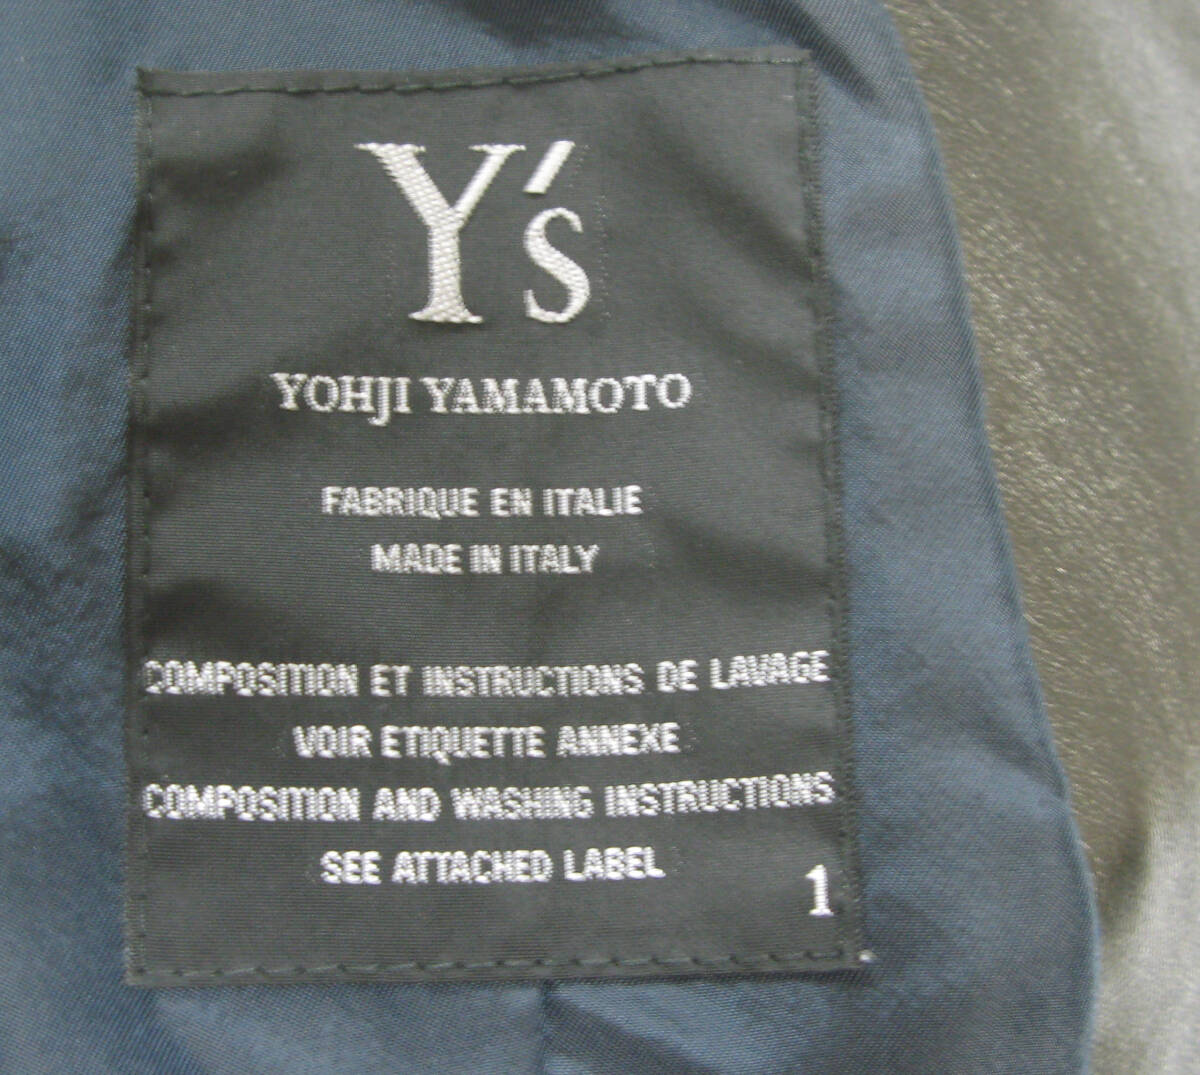 Y's
YOHJI YAMAMOTO
FABRIQUE EN ITALIE
MADE IN ITALY
COMPOSITION ET INSTRUCTIONS DE LAVAGE
VOIR ETIQUETTE ANNEXE
COMPOSITION AND WASHING INSTRUCTIONS
SEE ATTACHED LABEL
1